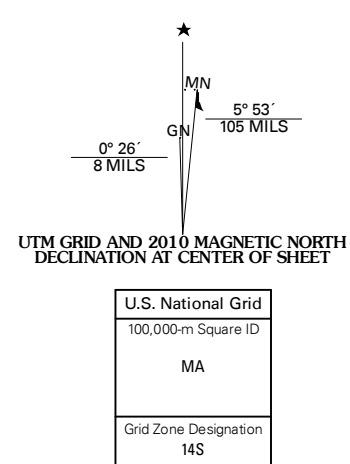 ★
MN
5° 53´
105 MILS
GN
0° 26´
8 MILS
UTM GRID AND 2010 MAGNETIC NORTH
DECLINATION AT CENTER OF SHEET
U.S. National Grid
100,000-m Square ID
MA
Grid Zone Designation
14S